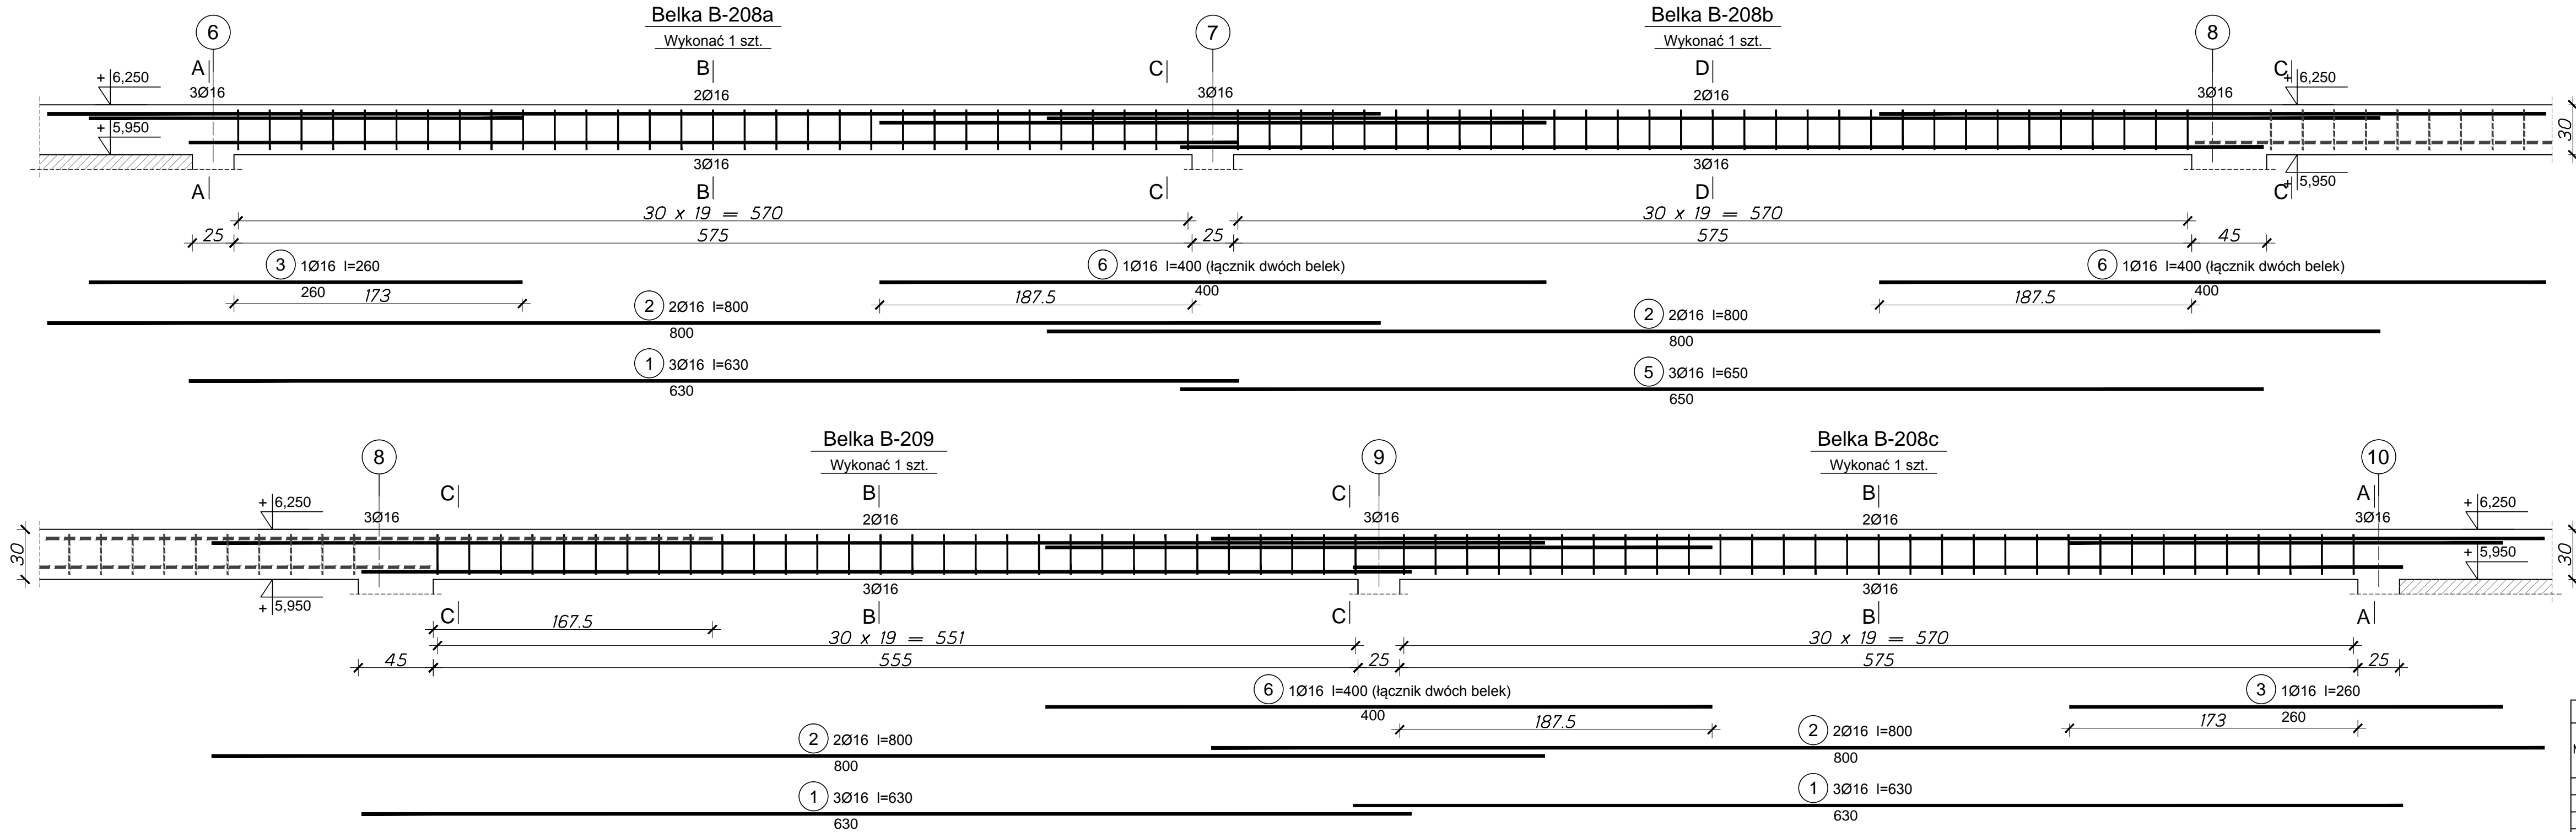 Belka B-208a
Wykonać 1 szt.
Belka B-208b
Wykonać 1 szt.
6
7
8
A
B
C
D
C
+ 6,250
+ 6,250
3Ø16
2Ø16
3Ø16
2Ø16
3Ø16
+ 5,950
30
3Ø16
3Ø16
+ 5,950
A
B
C
D
C
30 x 19 = 570
30 x 19 = 570
25
575
25
575
45
3 1Ø16 l=260
6 1Ø16 l=400 (łącznik dwóch belek)
6 1Ø16 l=400 (łącznik dwóch belek)
260
173
187.5
400
187.5
400
2 2Ø16 l=800
2 2Ø16 l=800
800
800
1 3Ø16 l=630
5 3Ø16 l=650
630
650
Belka B-209
Wykonać 1 szt.
Belka B-208c
Wykonać 1 szt.
8
9
10
C
B
C
B
A
+ 6,250
+ 6,250
3Ø16
2Ø16
3Ø16
2Ø16
3Ø16
30
+ 5,950
30
3Ø16
3Ø16
+ 5,950
C
B
C
B
A
167.5
30 x 19 = 551
30 x 19 = 570
45
555
25
575
25
6 1Ø16 l=400 (łącznik dwóch belek)
3 1Ø16 l=260
400
187.5
173
260
2 2Ø16 l=800
2 2Ø16 l=800
800
800
1 3Ø16 l=630
1 3Ø16 l=630
630
630